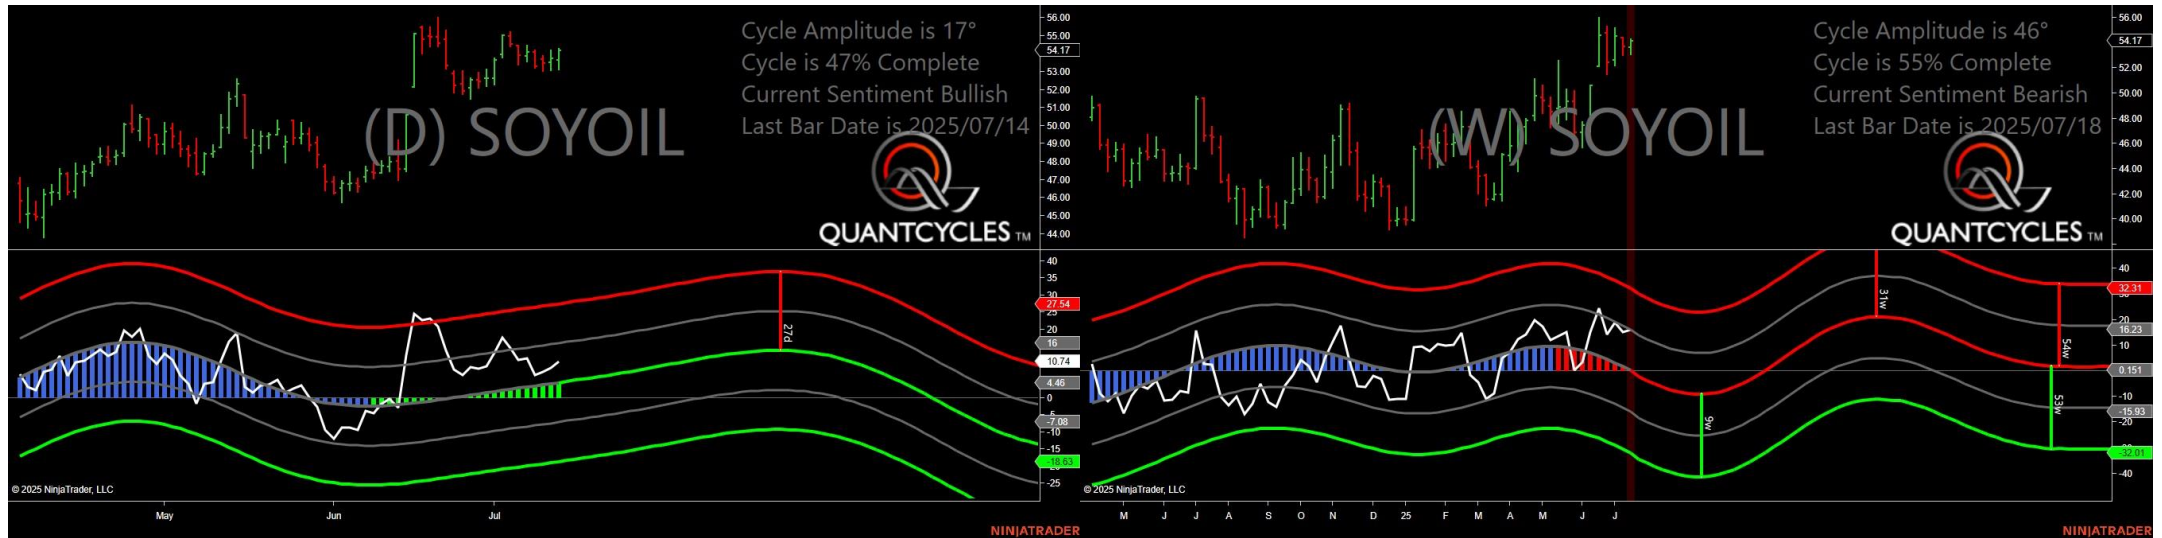 Cycle Amplitude is 17°
Cycle is 47% Complete
Current Sentiment Bullish
Last Bar Date is 2025/07/14
(D) SOYOIL
QUANTCYCLES TM
56.00
55.00
54.17
53.00
52.00
51.00
50.00
49.00
48.00
47.00
46.00
45.00
44.00
40
35
30
27.54
25
20
16
10.74
4.46
0
-5
-7.08
-10
-15
-18.63
-25
27d
© 2025 NinjaTrader, LLC
May
Jun
Jul
NINJATRADER
Cycle Amplitude is 46°
Cycle is 55% Complete
Current Sentiment Bearish
Last Bar Date is 2025/07/18
(W) SOYOIL
QUANTCYCLES TM
56.00
54.17
52.00
50.00
48.00
46.00
44.00
42.00
40.00
40
32.31
20
16.23
10
0.151
-10
-15.93
-20
-32.01
-40
31w
54w
53w
9w
© 2025 NinjaTrader, LLC
M
J
J
A
S
O
N
D
25
F
M
A
M
J
J
NINJATRADER